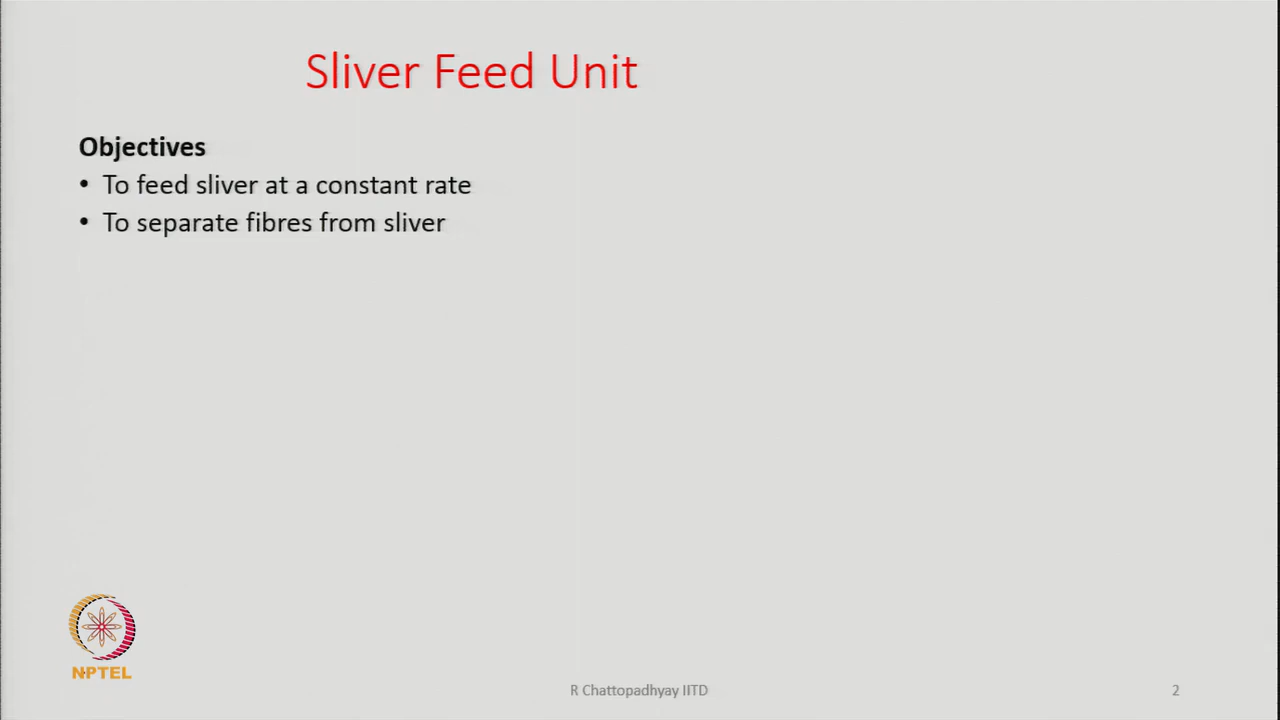 Sliver Feed Unit
Objectives
• To feed sliver at a constant rate
• To separate fibres from sliver
NPTEL
R Chattopadhyay IITD
2